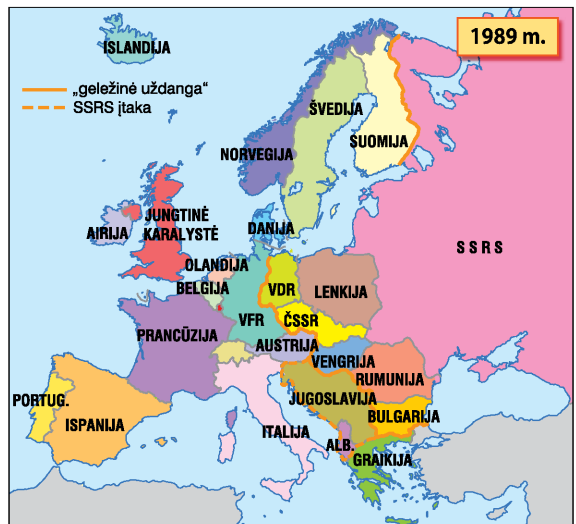 1989 m.
ISLANDIJA
„geležinė uždanga“
SSRS įtaka
ŠVEDIJA
SUOMIJA
NORVEGIJA
JUNGTINĖ
KARALYSTĖ
AIRIJA
DANIJA
SSRS
OLANDIJA
BELGIJA
VDR
LENKIJA
VFR
ČSSR
PRANCŪZIJA
AUSTRIJA
VENGRIJA
RUMUNIJA
JUGOSLAVIJA
PORTUG.
ISPANIJA
BULGARIJA
ITALIJA
ALB.
GRAIKIJA